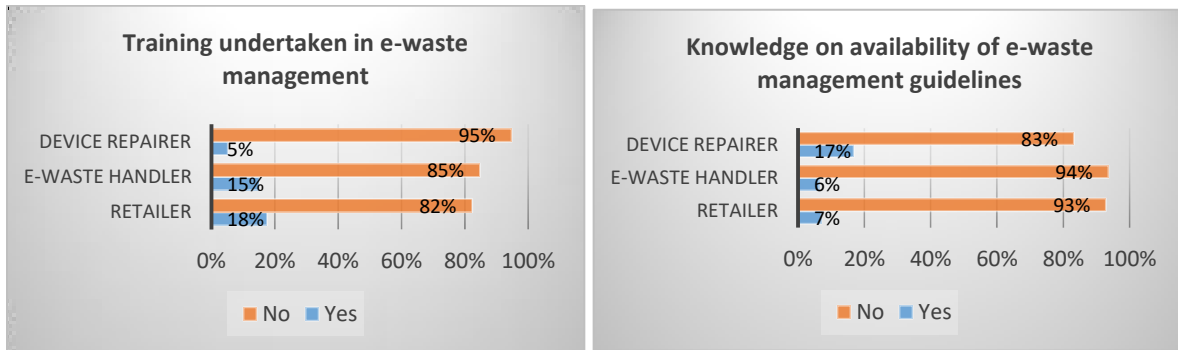 Training undertaken in e-waste
management
DEVICE REPAIRER
95%
5%
E-WASTE HANDLER
85%
15%
RETAILER
82%
18%
0% 20% 40% 60% 80% 100%
No Yes
Knowledge on availability of e-waste
management guidelines
DEVICE REPAIRER
83%
17%
E-WASTE HANDLER
94%
6%
RETAILER
93%
7%
0% 20% 40% 60% 80% 100%
No Yes